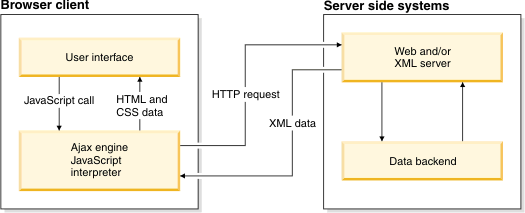 Browser client
Server side systems
User interface
Web and/or
XML server
JavaScript call
HTML and
CSS data
HTTP request
XML data
Ajax engine
JavaScript
interpreter
Data backend